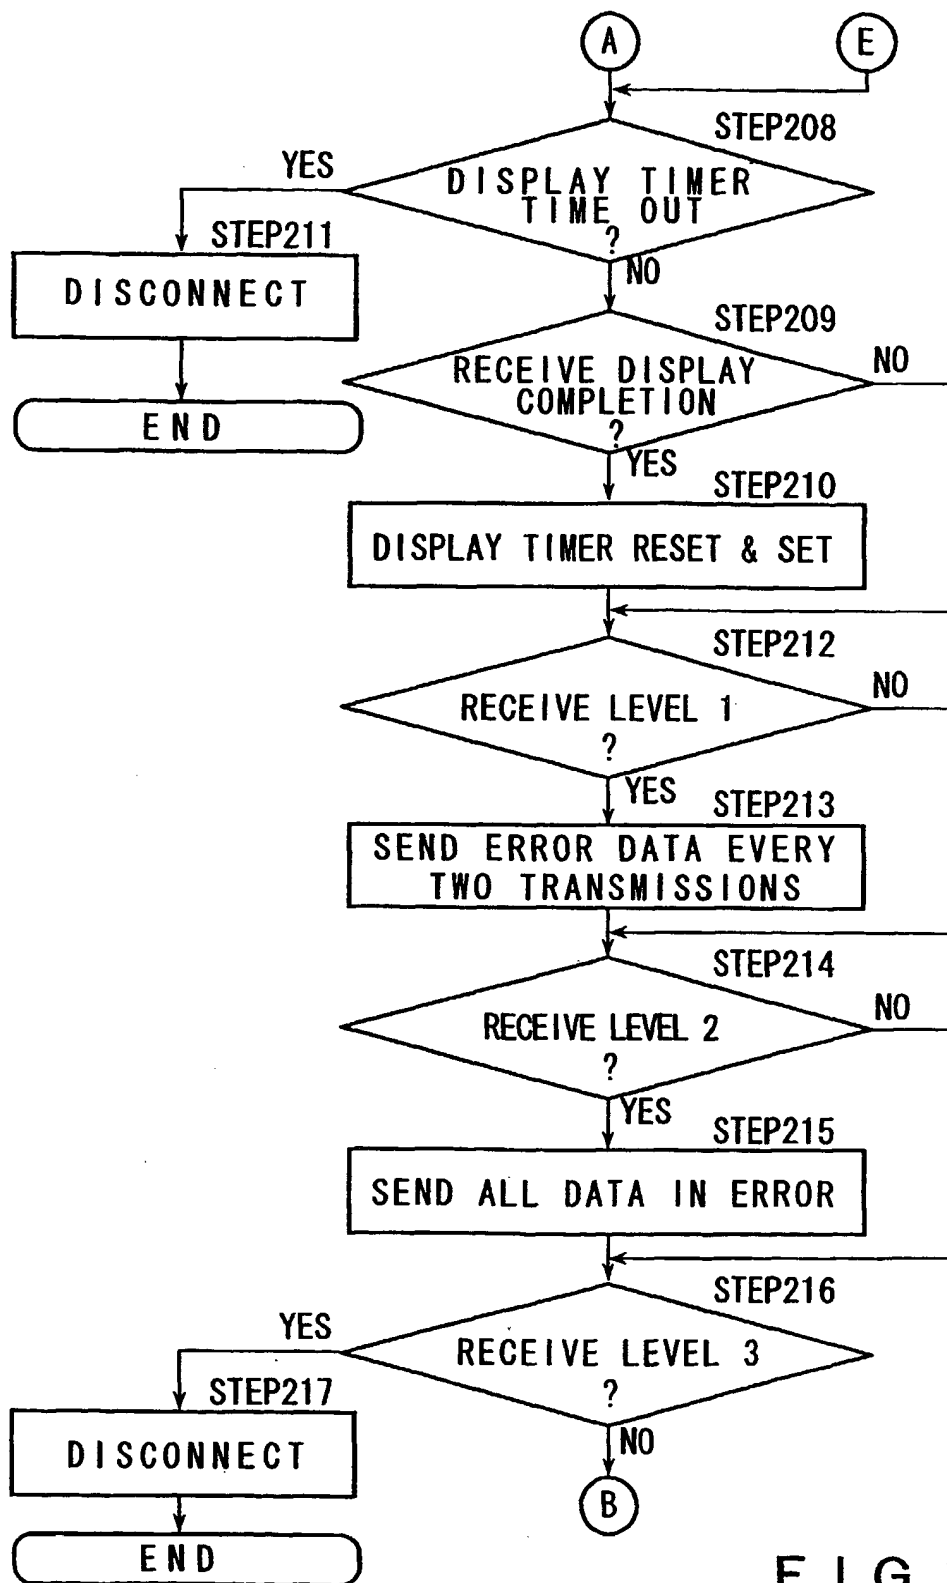 A
E
STEP208
YES
DISPLAY TIMER
TIME OUT
?
NO
STEP211
DISCONNECT
END
STEP209
NO
RECEIVE DISPLAY
COMPLETION
?
YES
STEP210
DISPLAY TIMER RESET & SET
STEP212
NO
RECEIVE LEVEL 1
?
YES
STEP213
SEND ERROR DATA EVERY
TWO TRANSMISSIONS
STEP214
NO
RECEIVE LEVEL 2
?
YES
STEP215
SEND ALL DATA IN ERROR
STEP216
YES
RECEIVE LEVEL 3
?
NO
STEP217
DISCONNECT
END
B
FIG